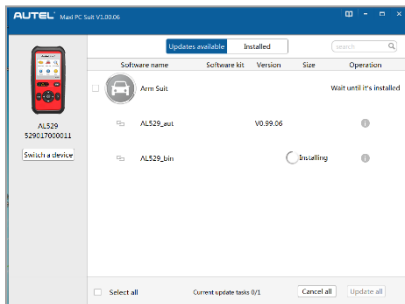 AUTEL Maxi PC Suit V1.99.06
Updates available Installed
search
Software name Software kit Version Size Operation
Arm Suit Wait until it's installed
AL529
529017000011
Switch a device
AL529_aut V0.99.06
AL529_bin Installing
Select all Current update tasks 0/1 Cancel all Update all